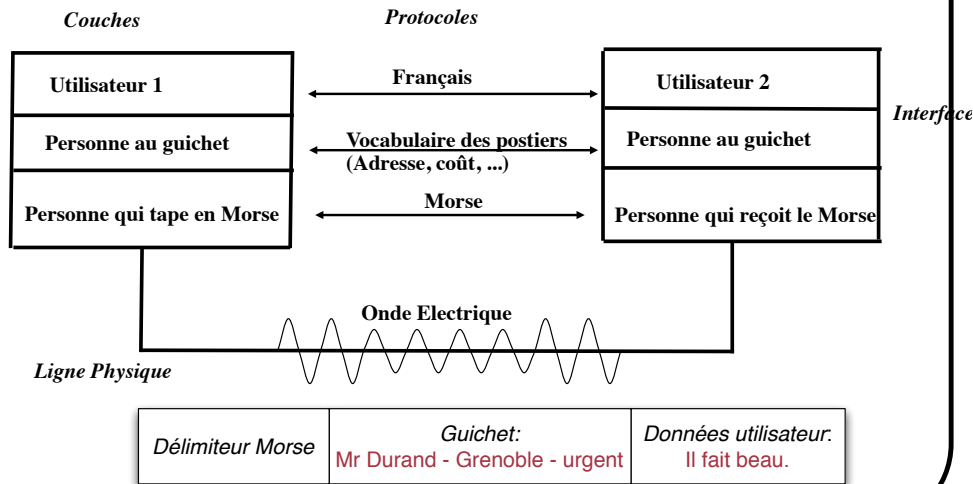 Couches
Protocoles
Utilisateur 1
Français
Utilisateur 2
Interface
Personne au guichet
Vocabulaire des postiers
(Adresse, coût, ...)
Personne au guichet
Personne qui tape en Morse
Morse
Personne qui reçoit le Morse
Onde Electrique
Ligne Physique
Délimiteur Morse
Guichet:
Mr Durand - Grenoble - urgent
Données utilisateur:
Il fait beau.